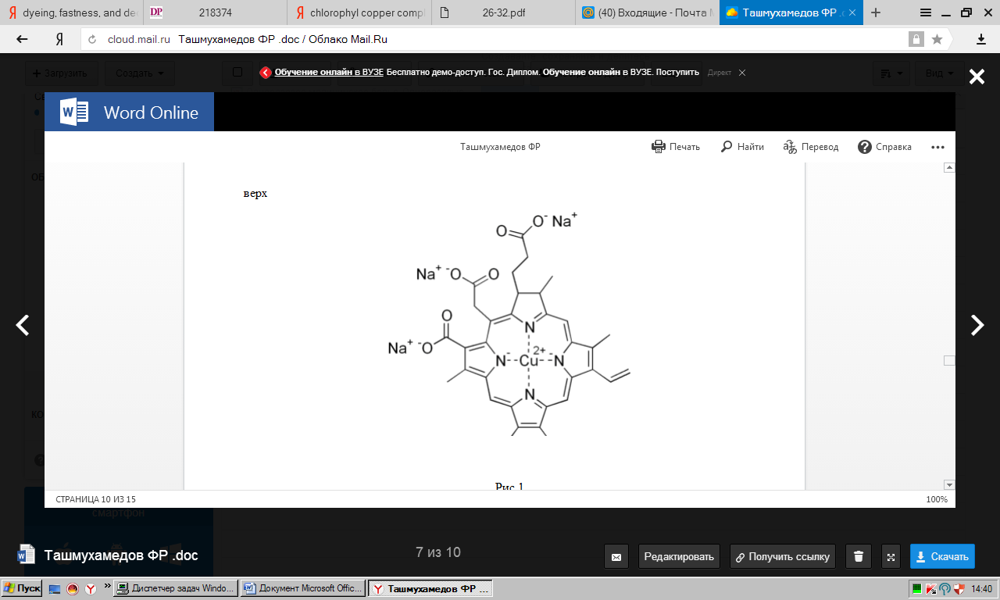 dyeing, fastness, and de
DP 218374
chlorophyl copper compl
26-32.pdf
(40) Входящие - Почта M
Ташмухамедов ФР .d
cloud.mail.ru Ташмухамедов ФР .doc / Облако Mail.Ru
Загрузить
Создать
Вид
Обучение онлайн в ВУЗЕ Бесплатно демо-доступ. Гос. Диплом. Обучение онлайн в ВУЗЕ. Поступить Директ
W Word Online
Ташмухамедов ФР
Печать
Найти
Перевод
Справка
верх
O O⁻ Na⁺
Na⁺ ⁻O O
O
Na⁺ ⁻O
N
N⁻ Cu 2+ ⁻N
N
Рис 1
СТРАНИЦА 10 ИЗ 15
100%
смартфон
Ташмухамедов ФР .doc
7 из 10
Редактировать
Получить ссылку
Скачать
Пуск
»
Диспетчер задач Windo...
Документ Microsoft Offic...
Ташмухамедов ФР ...
14:40